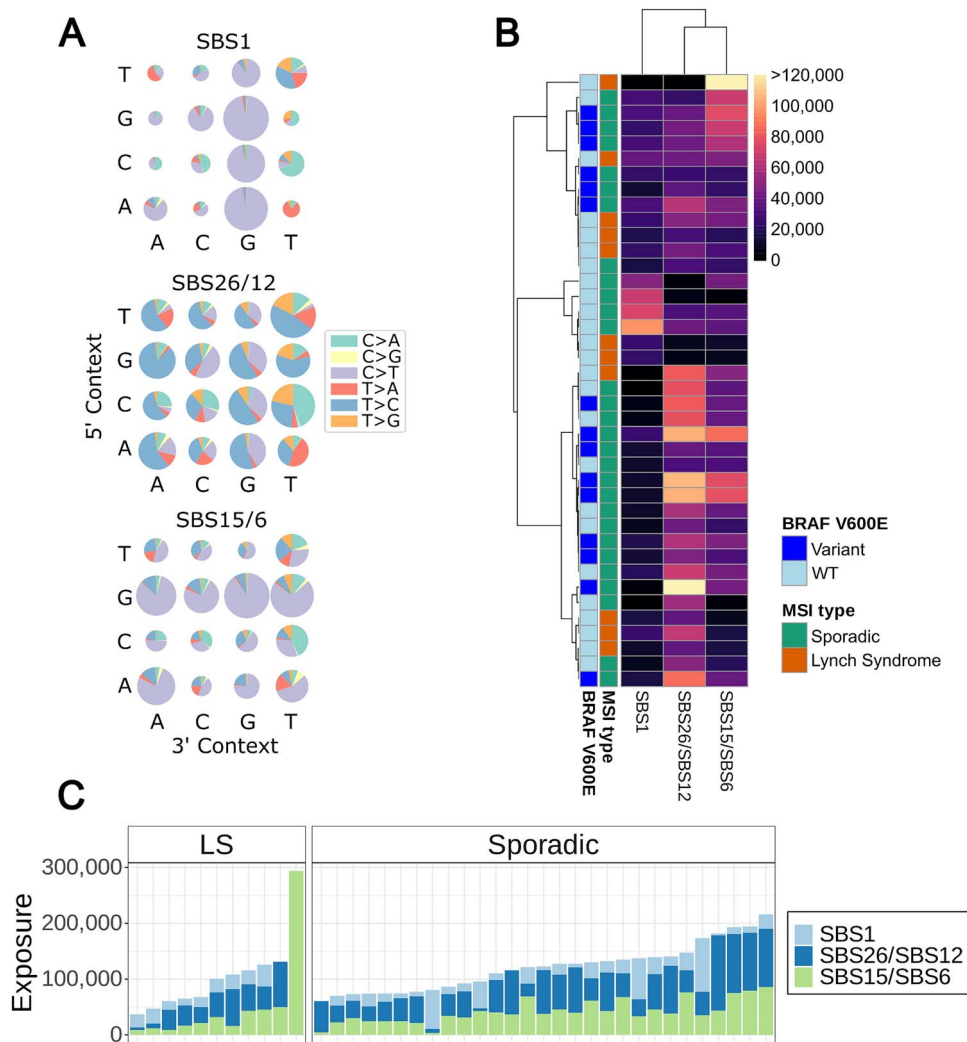 A
SBS1
T
G
C
A
A C G T
SBS26/12
T
G
C
A
A C G T
5' Context
C>A
C>G
C>T
T>A
T>C
T>G
SBS15/6
T
G
C
A
A C G T
3' Context
B
>120,000
100,000
80,000
60,000
40,000
20,000
0
BRAF V600E
Variant
WT
MSI type
Sporadic
Lynch Syndrome
BRAF V600E
MSI type
SBS1
SBS26/SBS12
SBS15/SBS6
C
LS
Sporadic
Exposure
300,000
200,000
100,000
0
SBS1
SBS26/SBS12
SBS15/SBS6